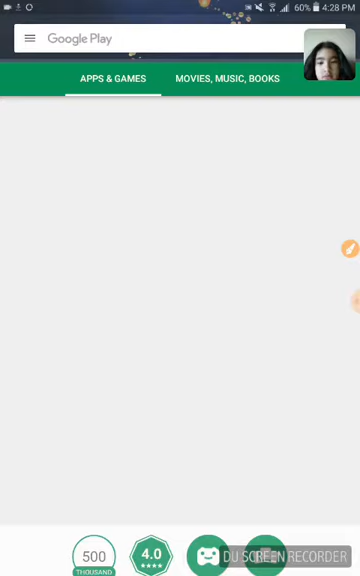 60% 4:28 PM
Google Play
APPS & GAMES MOVIES, MUSIC, BOOKS
500
THOUSAND
4.0
DU SCREEN RECORDER